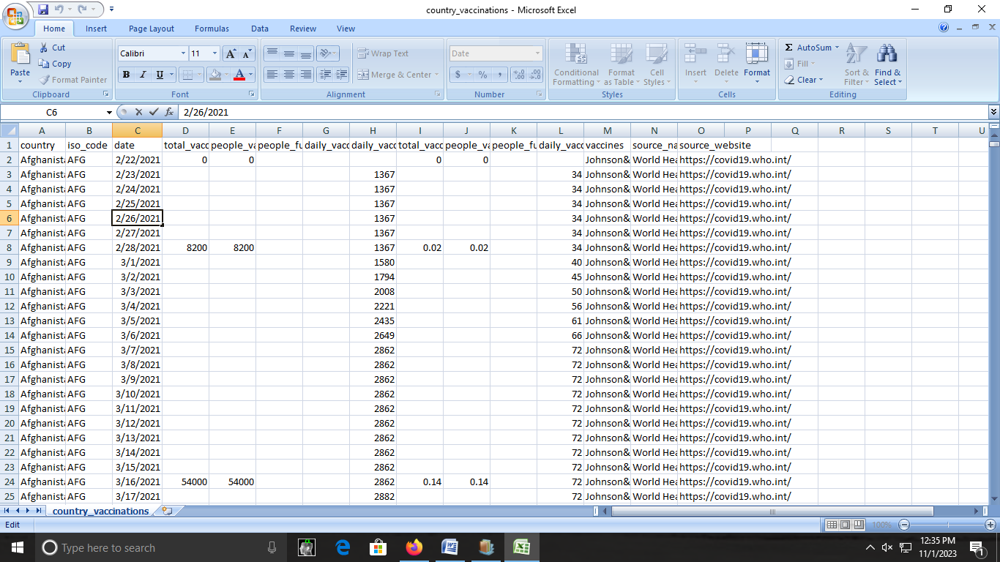 country_vaccinations - Microsoft Excel
Home Insert Page Layout Formulas Data Review View
Paste Cut Copy Format Painter Clipboard
Calibri 11 A A B I U A Font
Wrap Text Merge & Center Alignment
Date $ % , .0 .00 .00 .0 Number
Conditional Formatting Format as Table Cell Styles Styles
Insert Delete Format Cells
Σ AutoSum Fill Clear Sort & Filter Find & Select Editing
C6 fx 2/26/2021
A B C D E F G H I J K L M N O P Q R S T U
1 country iso_code date total_vacc people_va people_fu daily_vacc daily_vacc total_vacc people_va people_fu daily_vacc vaccines source_na source_website
2 Afghanista AFG 2/22/2021 0 0 0 0 Johnson& World Hea https://covid19.who.int/
3 Afghanista AFG 2/23/2021 1367 34 Johnson& World Hea https://covid19.who.int/
4 Afghanista AFG 2/24/2021 1367 34 Johnson& World Hea https://covid19.who.int/
5 Afghanista AFG 2/25/2021 1367 34 Johnson& World Hea https://covid19.who.int/
6 Afghanista AFG 2/26/2021 1367 34 Johnson& World Hea https://covid19.who.int/
7 Afghanista AFG 2/27/2021 1367 34 Johnson& World Hea https://covid19.who.int/
8 Afghanista AFG 2/28/2021 8200 8200 1367 0.02 0.02 34 Johnson& World Hea https://covid19.who.int/
9 Afghanista AFG 3/1/2021 1580 40 Johnson& World Hea https://covid19.who.int/
10 Afghanista AFG 3/2/2021 1794 45 Johnson& World Hea https://covid19.who.int/
11 Afghanista AFG 3/3/2021 2008 50 Johnson& World Hea https://covid19.who.int/
12 Afghanista AFG 3/4/2021 2221 56 Johnson& World Hea https://covid19.who.int/
13 Afghanista AFG 3/5/2021 2435 61 Johnson& World Hea https://covid19.who.int/
14 Afghanista AFG 3/6/2021 2649 66 Johnson& World Hea https://covid19.who.int/
15 Afghanista AFG 3/7/2021 2862 72 Johnson& World Hea https://covid19.who.int/
16 Afghanista AFG 3/8/2021 2862 72 Johnson& World Hea https://covid19.who.int/
17 Afghanista AFG 3/9/2021 2862 72 Johnson& World Hea https://covid19.who.int/
18 Afghanista AFG 3/10/2021 2862 72 Johnson& World Hea https://covid19.who.int/
19 Afghanista AFG 3/11/2021 2862 72 Johnson& World Hea https://covid19.who.int/
20 Afghanista AFG 3/12/2021 2862 72 Johnson& World Hea https://covid19.who.int/
21 Afghanista AFG 3/13/2021 2862 72 Johnson& World Hea https://covid19.who.int/
22 Afghanista AFG 3/14/2021 2862 72 Johnson& World Hea https://covid19.who.int/
23 Afghanista AFG 3/15/2021 2862 72 Johnson& World Hea https://covid19.who.int/
24 Afghanista AFG 3/16/2021 54000 54000 2862 0.14 0.14 72 Johnson& World Hea https://covid19.who.int/
25 Afghanista AFG 3/17/2021 2882 72 Johnson& World Hea https://covid19.who.int/
country_vaccinations
Edit 100%
Type here to search 12:35 PM
11/1/2023 1